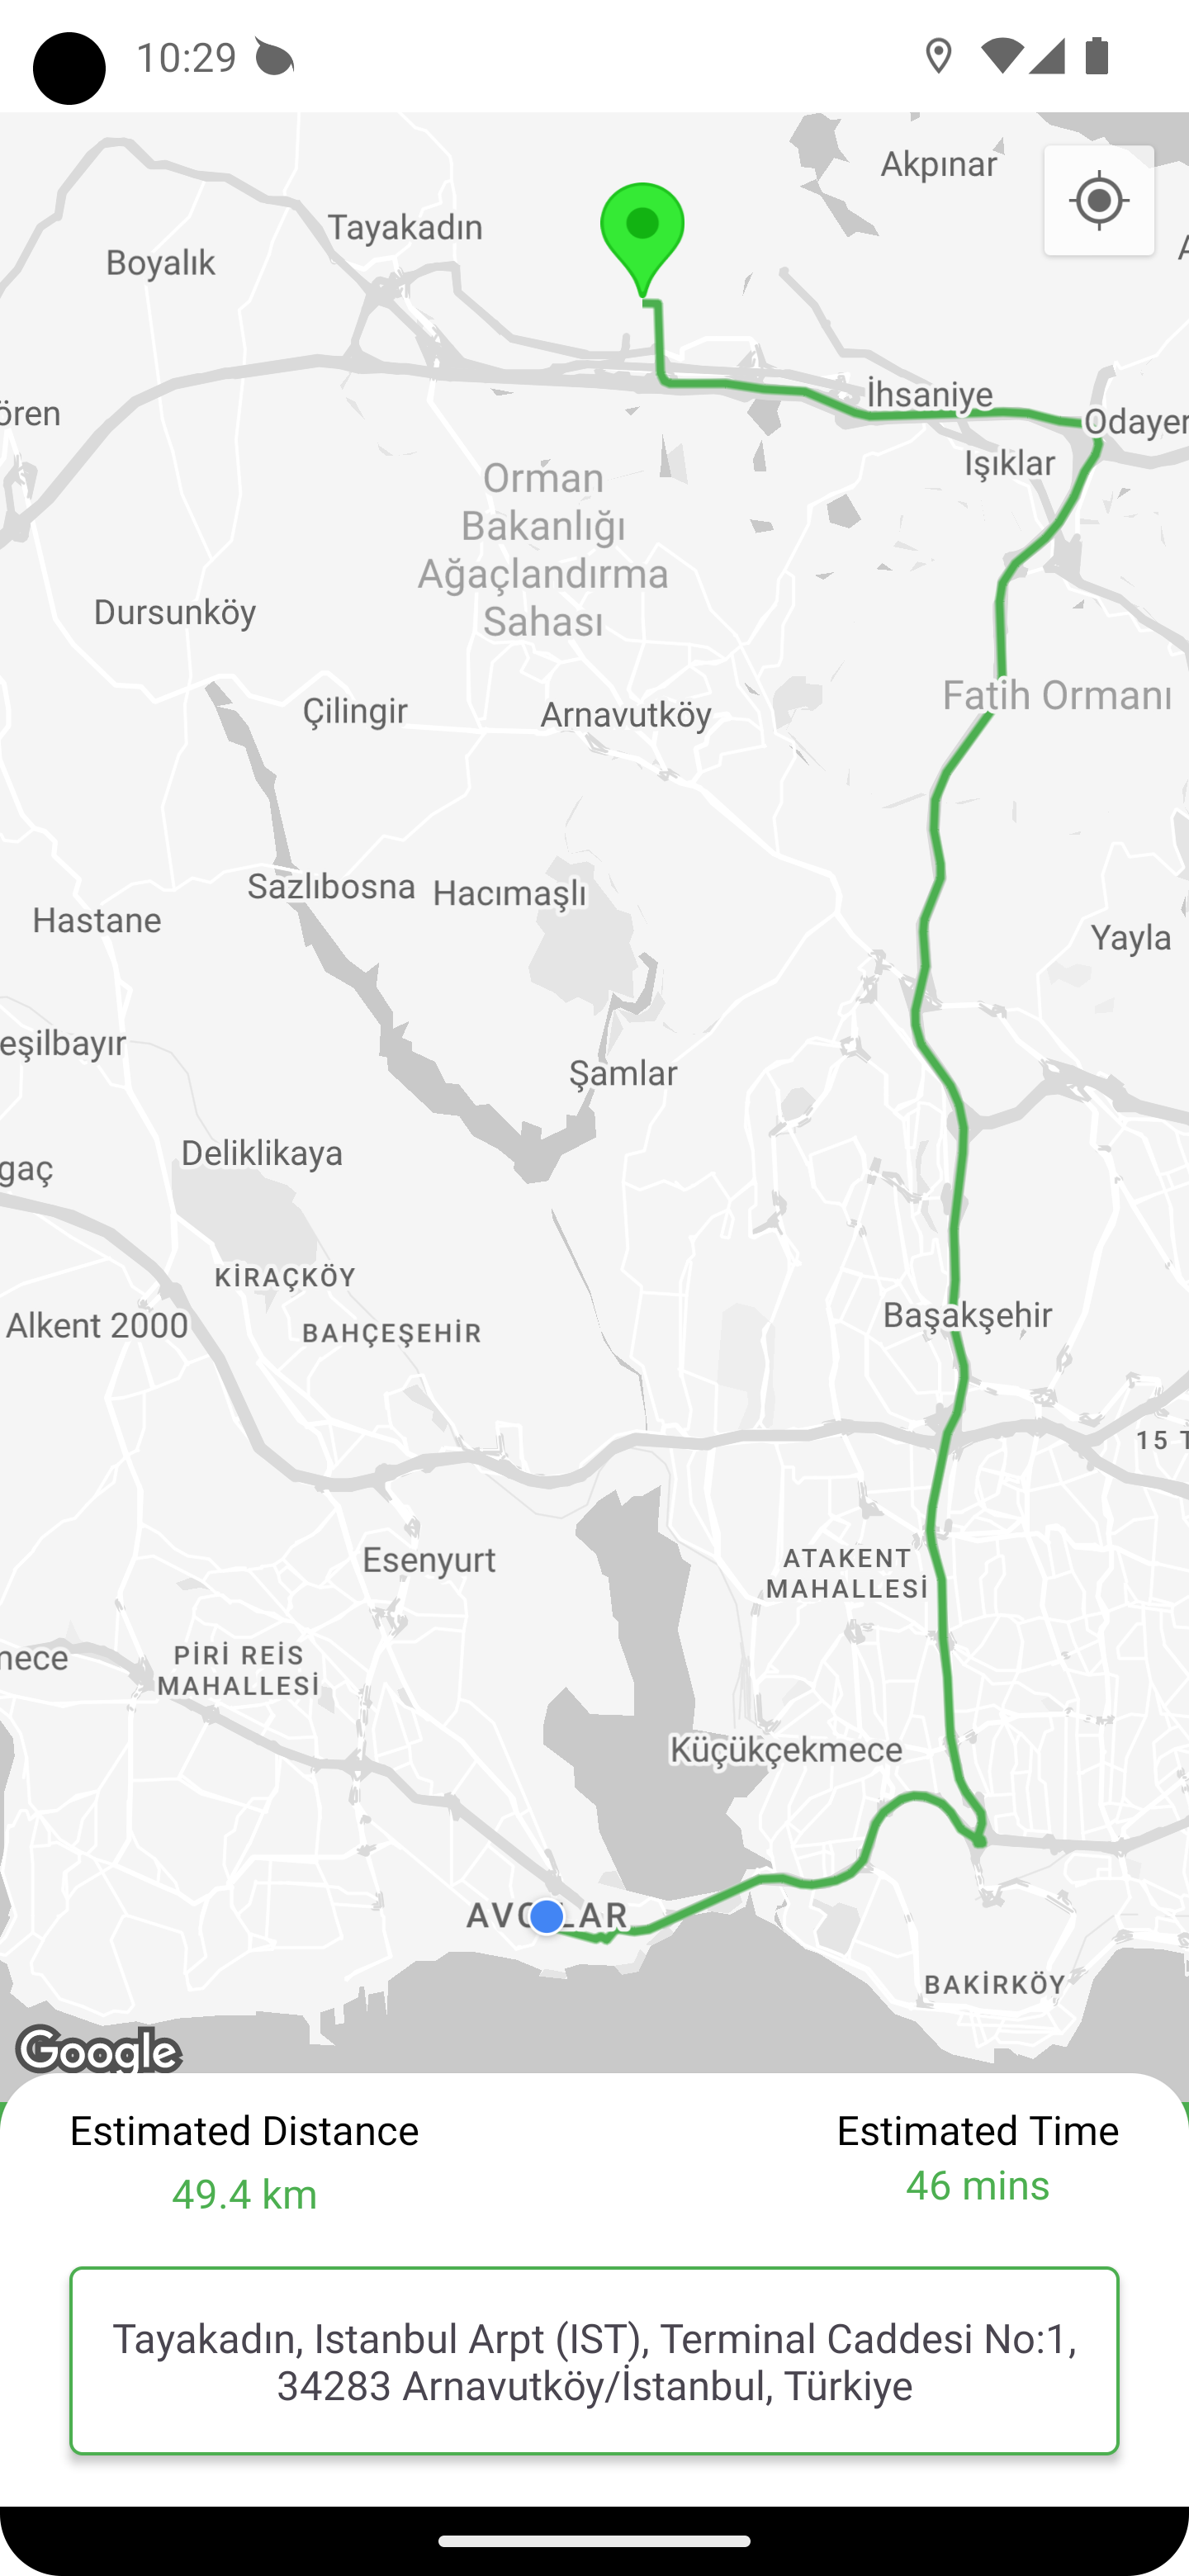 10:29
Akpınar
Tayakadın
Boyalık
İhsaniye
ören
Odayer
Işıklar
Orman
Bakanlığı
Ağaçlandırma
Sahası
Dursunköy
Fatih Ormanı
Çilingir
Arnavutköy
Sazlıbosna
Hacımaşlı
Hastane
Yayla
eşilbayır
Şamlar
Deliklikaya
gaç
KİRAÇKÖY
Başakşehir
Alkent 2000
BAHÇEŞEHİR
15 T
Esenyurt
ATAKENT
MAHALLESİ
nece
PİRİ REİS
MAHALLESİ
Küçükçekmece
BAKIRKÖY
Google
Estimated Distance
Estimated Time
49.4 km
46 mins
Tayakadın, Istanbul Arpt (IST), Terminal Caddesi No:1,
34283 Arnavutköy/İstanbul, Türkiye